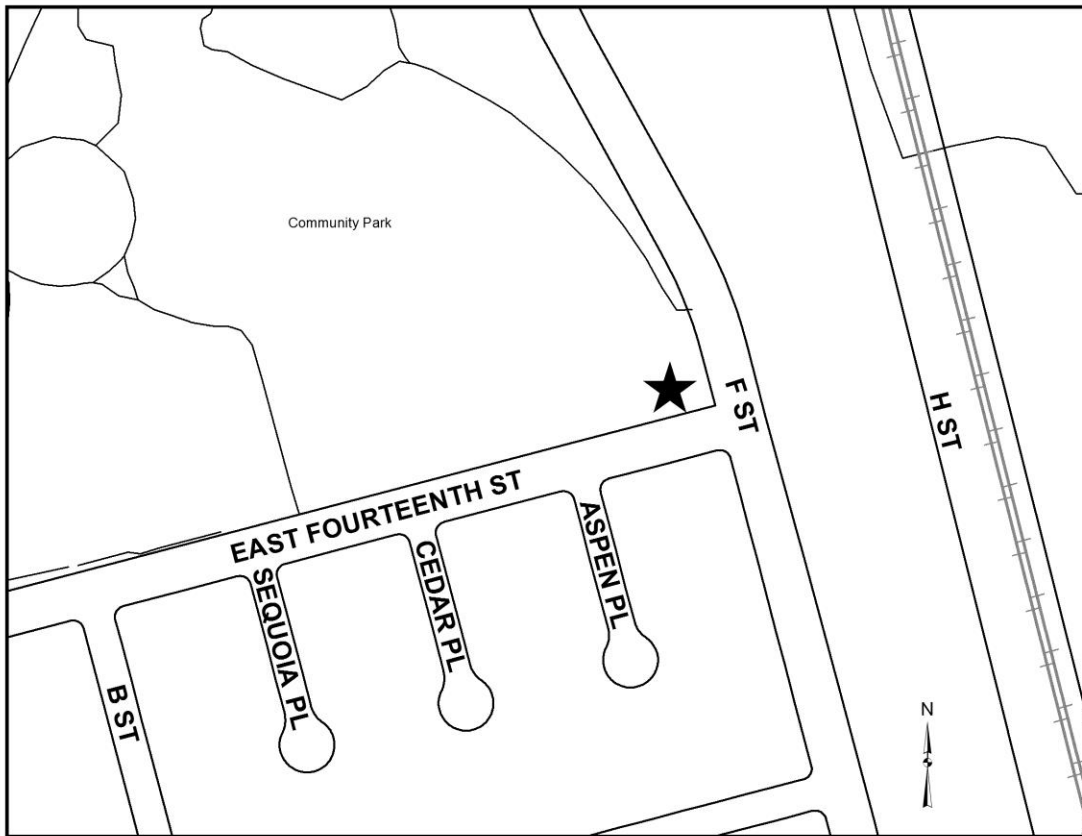 Community Park
F ST
H ST
EAST FOURTEENTH ST
ASPEN PL
CEDAR PL
SEQUOIA PL
B ST
N